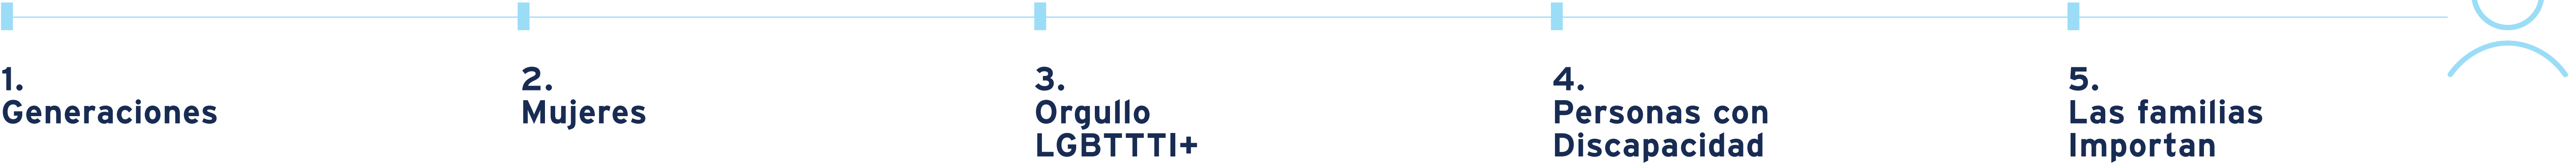 1.
Generaciones
2.
Mujeres
3.
Orgullo
LGBTTTI+
4.
Personas con
Discapacidad
5.
Las familias
Importan